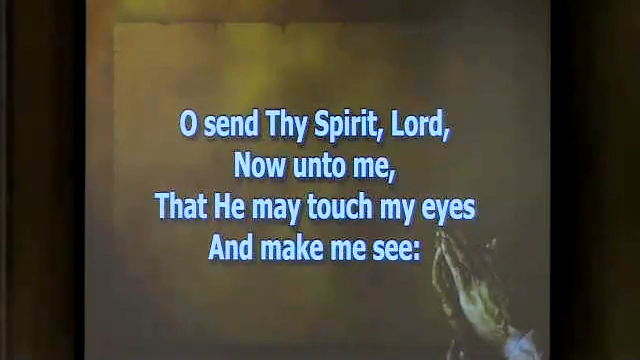 O send Thy Spirit, Lord,
Now unto me,
That He may touch my eyes
And make me see: